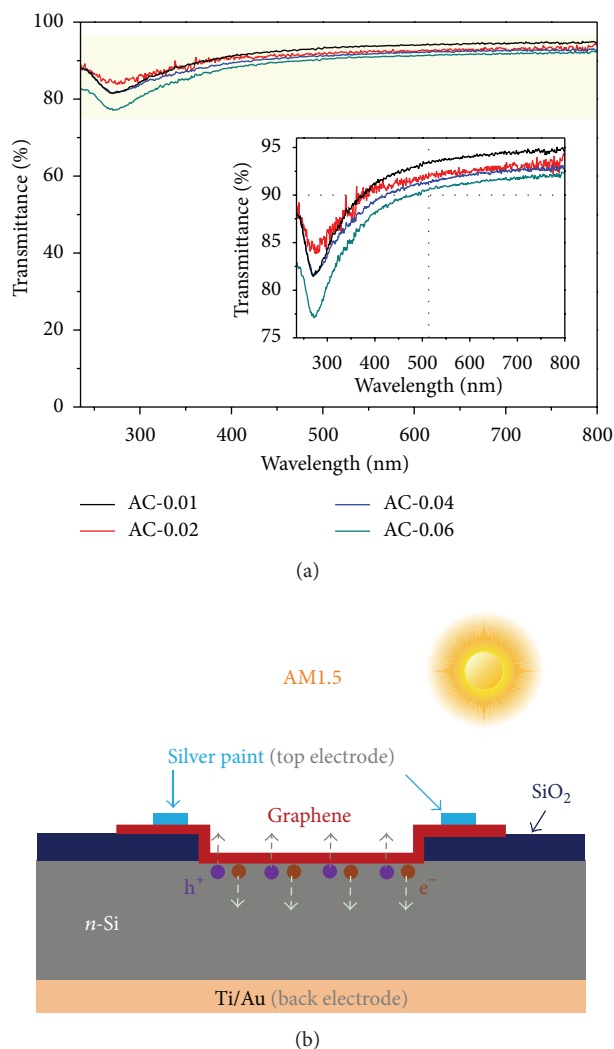 100
80
60
40
20
0
Transmittance (%)
300 400 500 600 700 800
Wavelength (nm)
95
90
85
80
75
Transmittance (%)
300 400 500 600 700 800
Wavelength (nm)
AC-0.01 AC-0.04
AC-0.02 AC-0.06
(a)
AM1.5
Silver paint (top electrode)
SiO₂
Graphene
h⁺ e⁻
n-Si
Ti/Au (back electrode)
(b)